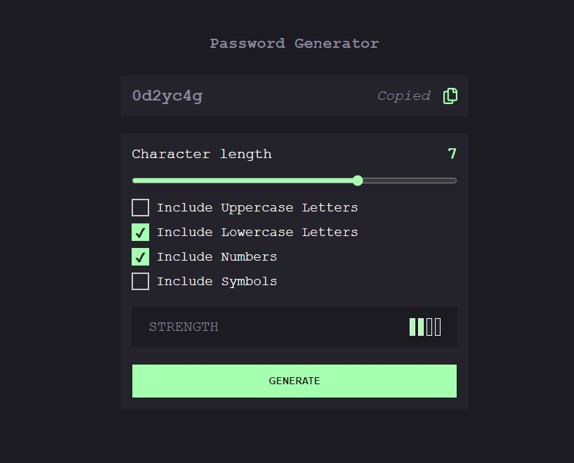 Password Generator
0d2yc4g Copied
Character length 7
Include Uppercase Letters
Include Lowercase Letters
Include Numbers
Include Symbols
STRENGTH
GENERATE